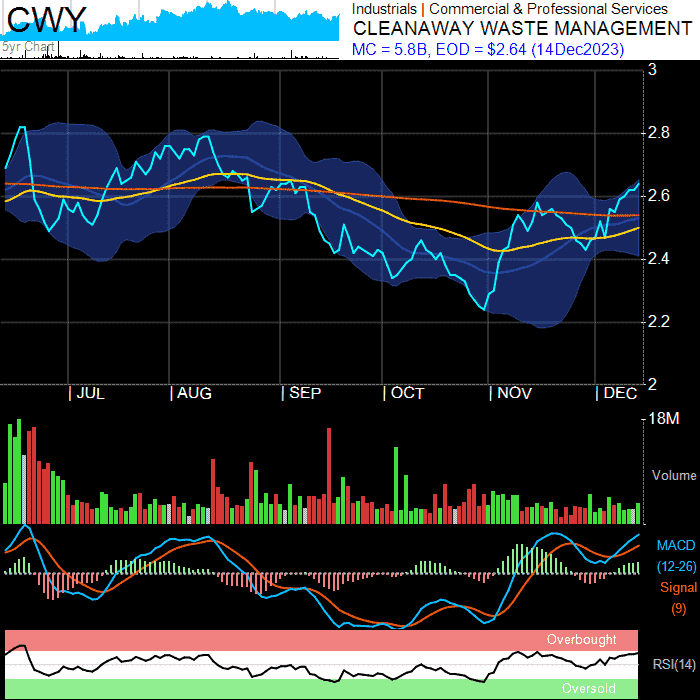 CWY
5yr Chart
Industrials | Commercial & Professional Services
CLEANAWAY WASTE MANAGEMENT
MC = 5.8B, EOD = $2.64 (14Dec2023)
3
2.8
2.6
2.4
2.2
2
| JUL | AUG | SEP | OCT | NOV | DEC
18M
Volume
MACD
(12-26)
Signal
(9)
Overbought
RSI(14)
Oversold